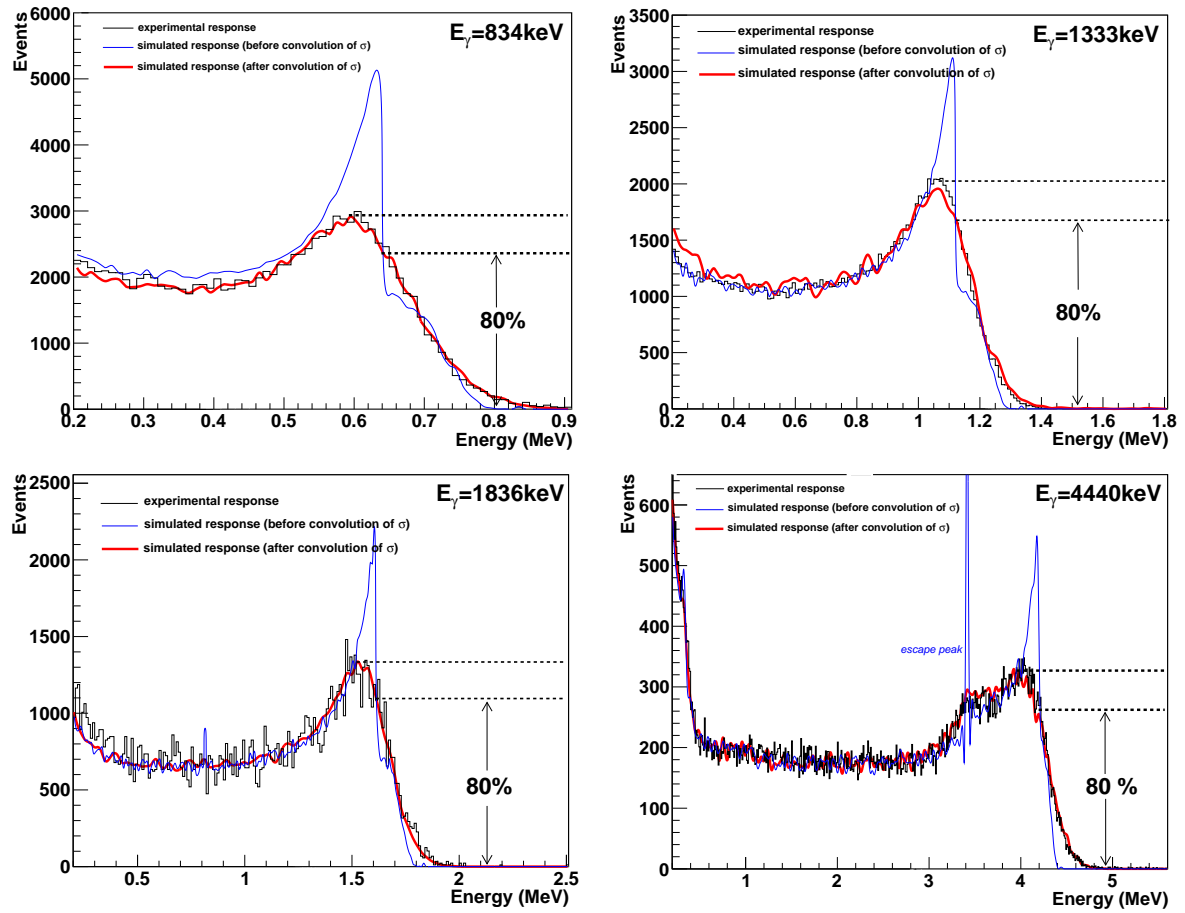 experimental response
simulated response (before convolution of σ)
simulated response (after convolution of σ)
Eγ=834keV
Events
6000
5000
4000
3000
2000
1000
0
80%
0.2
0.3
0.4
0.5
0.6
0.7
0.8
0.9
Energy (MeV)
experimental response
simulated response (before convolution of σ)
simulated response (after convolution of σ)
Eγ=1333keV
Events
3500
3000
2500
2000
1500
1000
500
0
80%
0.2
0.4
0.6
0.8
1
1.2
1.4
1.6
1.8
Energy (MeV)
experimental response
simulated response (before convolution of σ)
simulated response (after convolution of σ)
Eγ=1836keV
Events
2500
2000
1500
1000
500
0
80%
0.5
1
1.5
2
2.5
Energy (MeV)
experimental response
simulated response (before convolution of σ)
simulated response (after convolution of σ)
Eγ=4440keV
Events
600
500
400
300
200
100
0
escape peak
80 %
1
2
3
4
5
Energy (MeV)